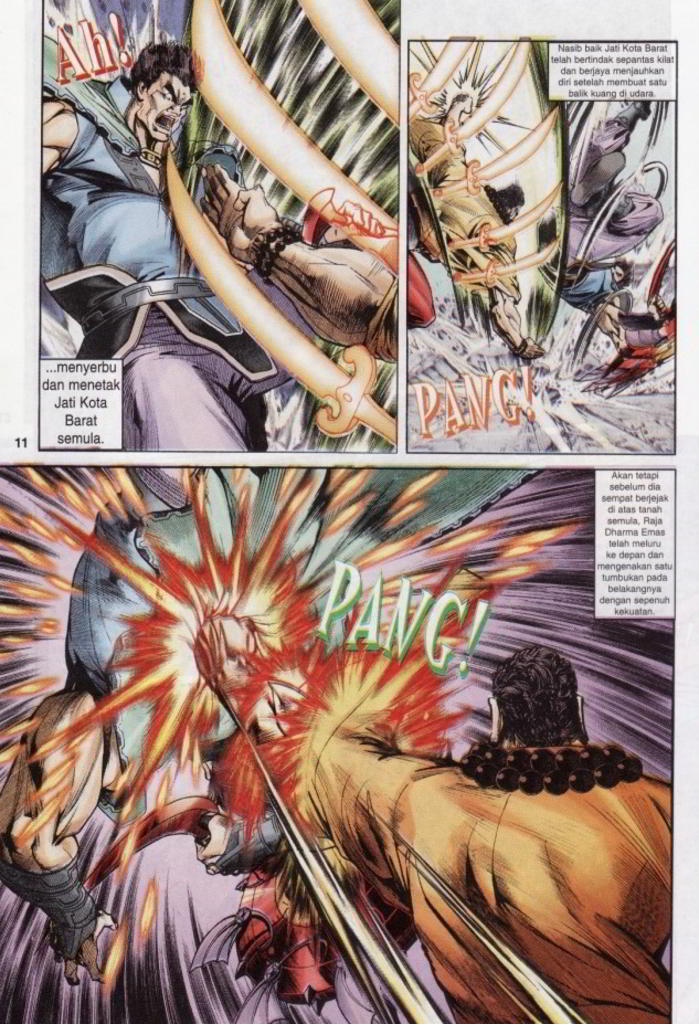 Ah!
...menyerbu
dan menetak
Jati Kota
Barat
semula.
Nasib baik Jati Kota Barat
telah bertindak sepantas kilat
dan berjaya menjauhkan
diri setelah membuat satu
balik kuang di udara.
PANG!
11
Akan tetapi
sebelum dia
sempat berjejak
di atas tanah
semula, Raja
Dharma Emas
telah meluru
ke depan dan
mengenakan satu
tumbukan pada
belakangnya
dengan sepenuh
kekuatan.
PANG!